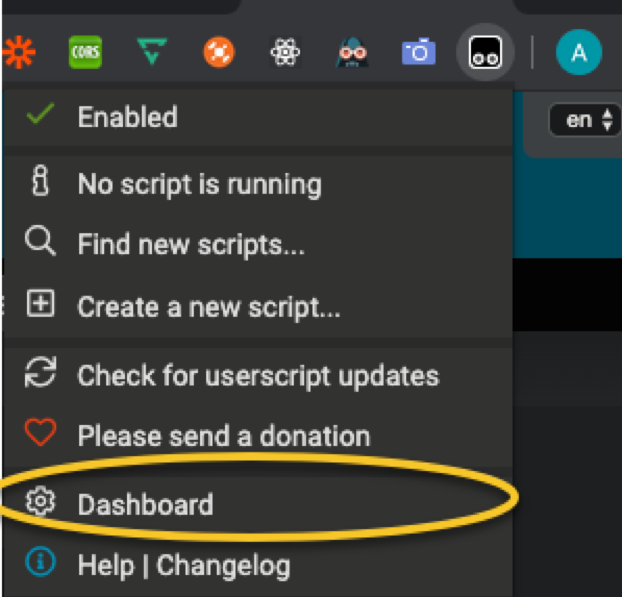 CORS
A
Enabled
en
No script is running
Find new scripts...
Create a new script...
Check for userscript updates
Please send a donation
Dashboard
Help | Changelog